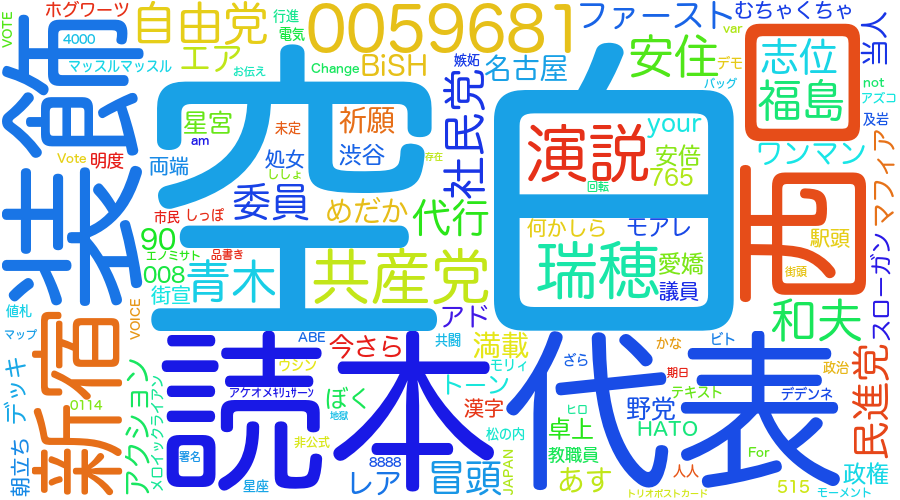 ホグワーツ
自由党
行進
0059681
ファースト
むちゃくちゃ
VOTE
4000
電気
エア
お伝え
マッスルマッスル
Change
BiSH
嫉妬
名古屋
安住
var
デモ
バッグ
志位
当人
装飾
空白
星宮
am
未定
祈願
社民党
演説
your
福島
not
アズコ
及岩
Vote
明度
両端
処女
渋谷
存在
安倍
765
ワンマン
マフィア
ししょ
委員
めだか
代行
回転
市民
しっぽ
90
エノミサト
品書き
何かしら
モアレ
西
駅頭
008
青木
共産党
瑞穂
愛嬌
議員
街頭
街宣
スローガン
値札
新宿
VOICE
アド
和夫
マップ
ABE
今さら
共闘
満載
読本
代表
かな
ピト
デッキ
アクション
メロイックライアン
ウシン
トーン
モリィ
ざら
期日
民進党
政治
アケオメキリュサーン
ぼく
漢字
テキスト
デデンネ
0114
地獄
ヒロ
野党
朝立ち
非公式
松の内
卓上
HATO
署名
8888
JAPAN
教職員
For
人人
政権
星座
レア
冒頭
あす
515
トリオポストカード
モーメント